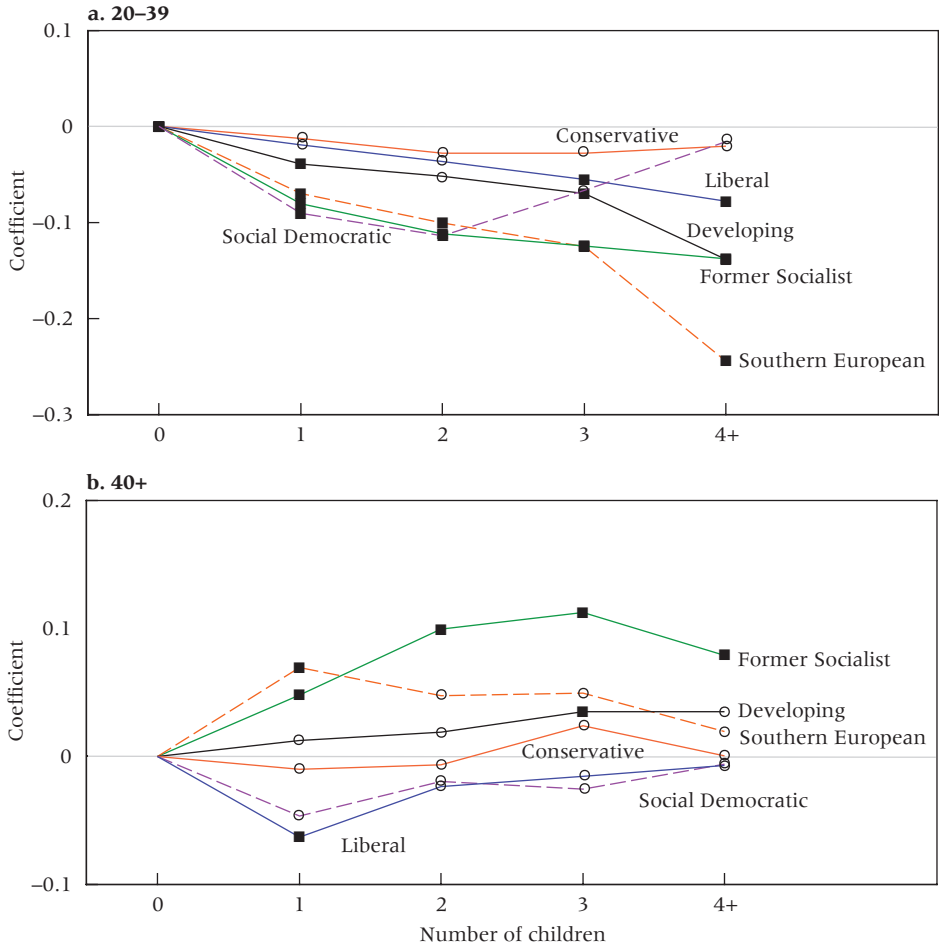 a. 20–39
0.1
0
–0.1
–0.2
–0.3
Coefficient
Conservative
Liberal
Social Democratic
Developing
Former Socialist
Southern European
0 1 2 3 4+
b. 40+
0.2
0.1
0
–0.1
Coefficient
Former Socialist
Developing
Southern European
Conservative
Social Democratic
Liberal
0 1 2 3 4+
Number of children